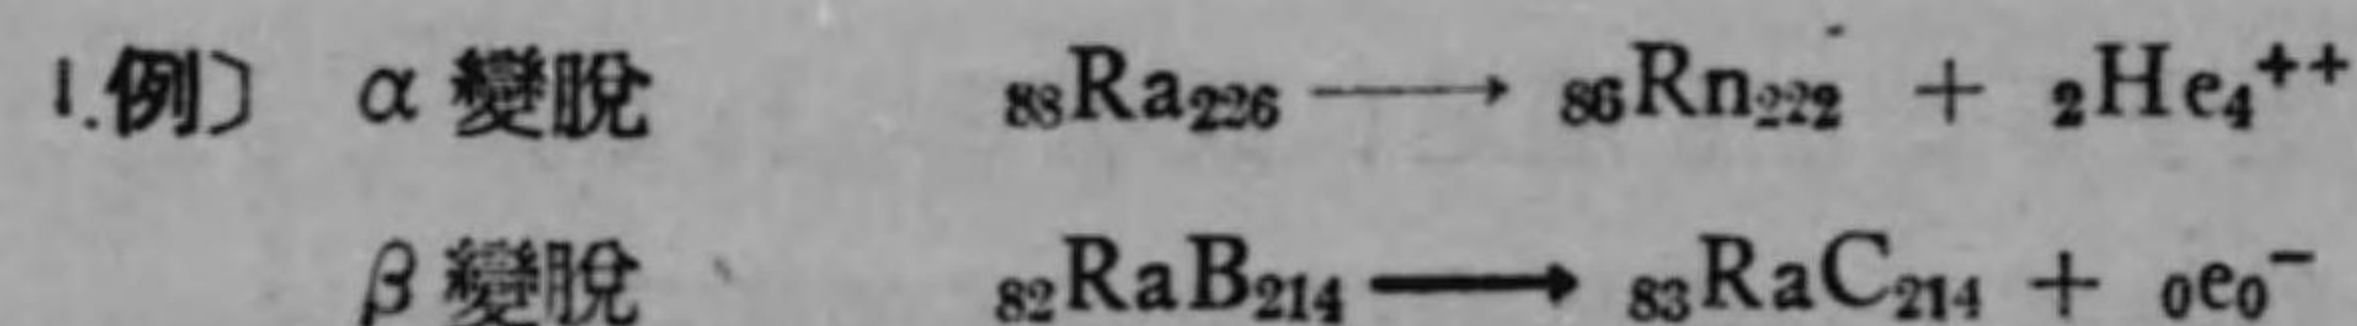 1.例〕 α 變脫 ₈₈Ra₂₂₆ ⟶ ₈₆Rn₂₂₂ + ₂He₄⁺⁺
β 變脫 ₈₂RaB₂₁₄ ⟶ ₈₃RaC₂₁₄ + ₀e₀⁻